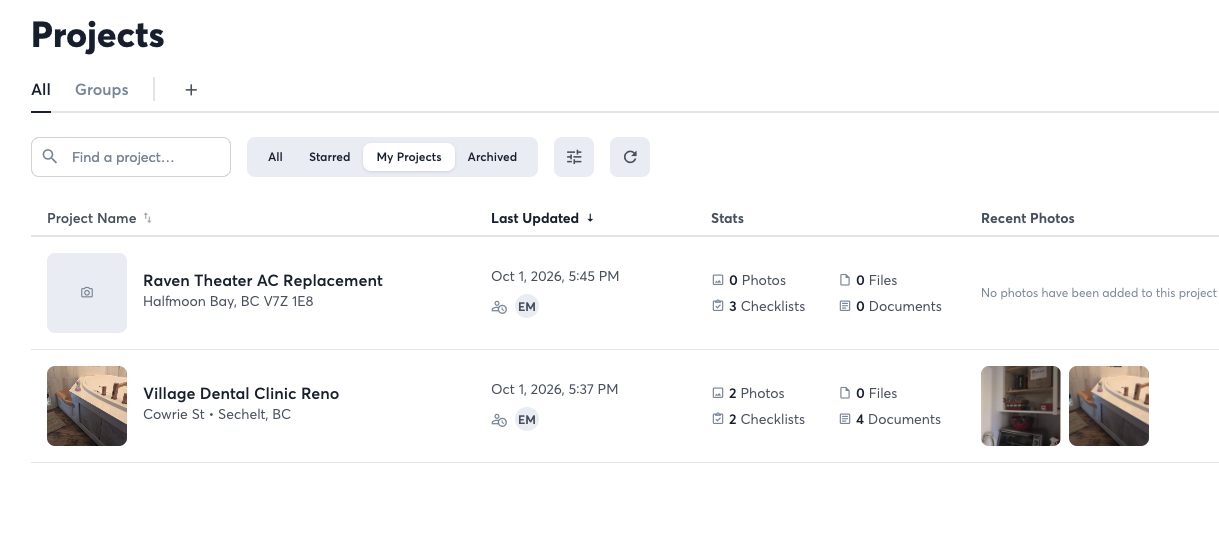 Projects
All Groups +
Find a project...
All Starred My Projects Archived
Project Name Last Updated Stats Recent Photos
Raven Theater AC Replacement
Halfmoon Bay, BC V7Z 1E8
Oct 1, 2026, 5:45 PM
EM
0 Photos 0 Files
3 Checklists 0 Documents
No photos have been added to this project
Village Dental Clinic Reno
Cowrie St • Sechelt, BC
Oct 1, 2026, 5:37 PM
EM
2 Photos 0 Files
2 Checklists 4 Documents